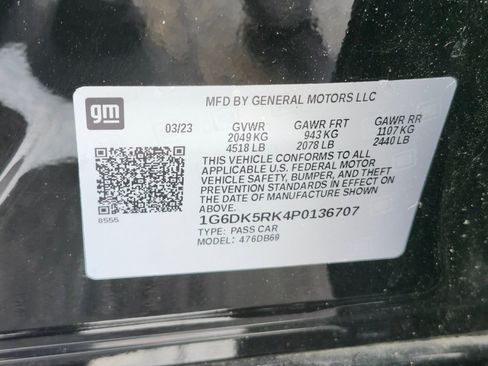 gm
MFD BY GENERAL MOTORS LLC
03/23 GVWR GAWR FRT GAWR RR
2049 KG 943 KG 1107 KG
4518 LB 2078 LB 2440 LB
THIS VEHICLE CONFORMS TO ALL
APPLICABLE U.S. FEDERAL MOTOR
VEHICLE SAFETY, BUMPER, AND THEFT
PREVENTION STANDARDS IN EFFECT ON
THE DATE OF MANUFACTURE SHOWN
ABOVE.
8555
1G6DK5RK4P0136707
TYPE: PASS CAR
MODEL: 476DB69